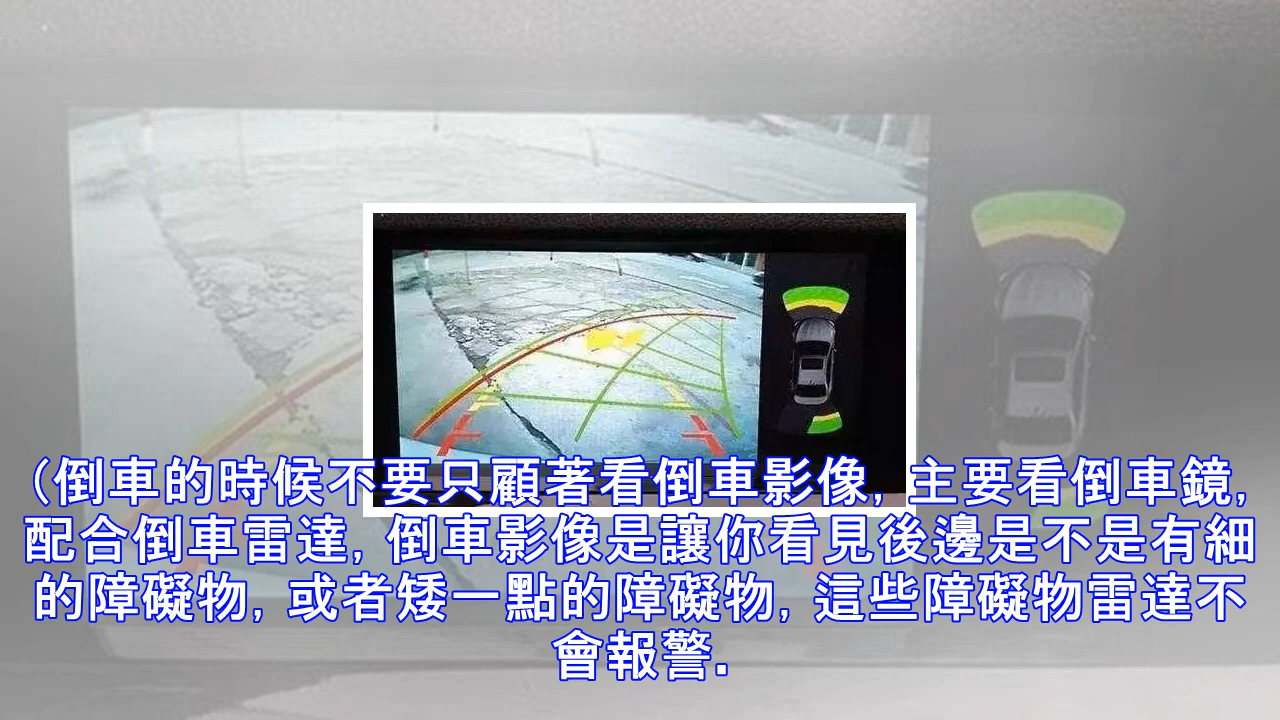 (倒車的時候不要只顧著看倒車影像, 主要看倒車鏡,
配合倒車雷達, 倒車影像是讓你看見後邊是不是有細
的障礙物, 或者矮一點的障礙物, 這些障礙物雷達不
會報警.